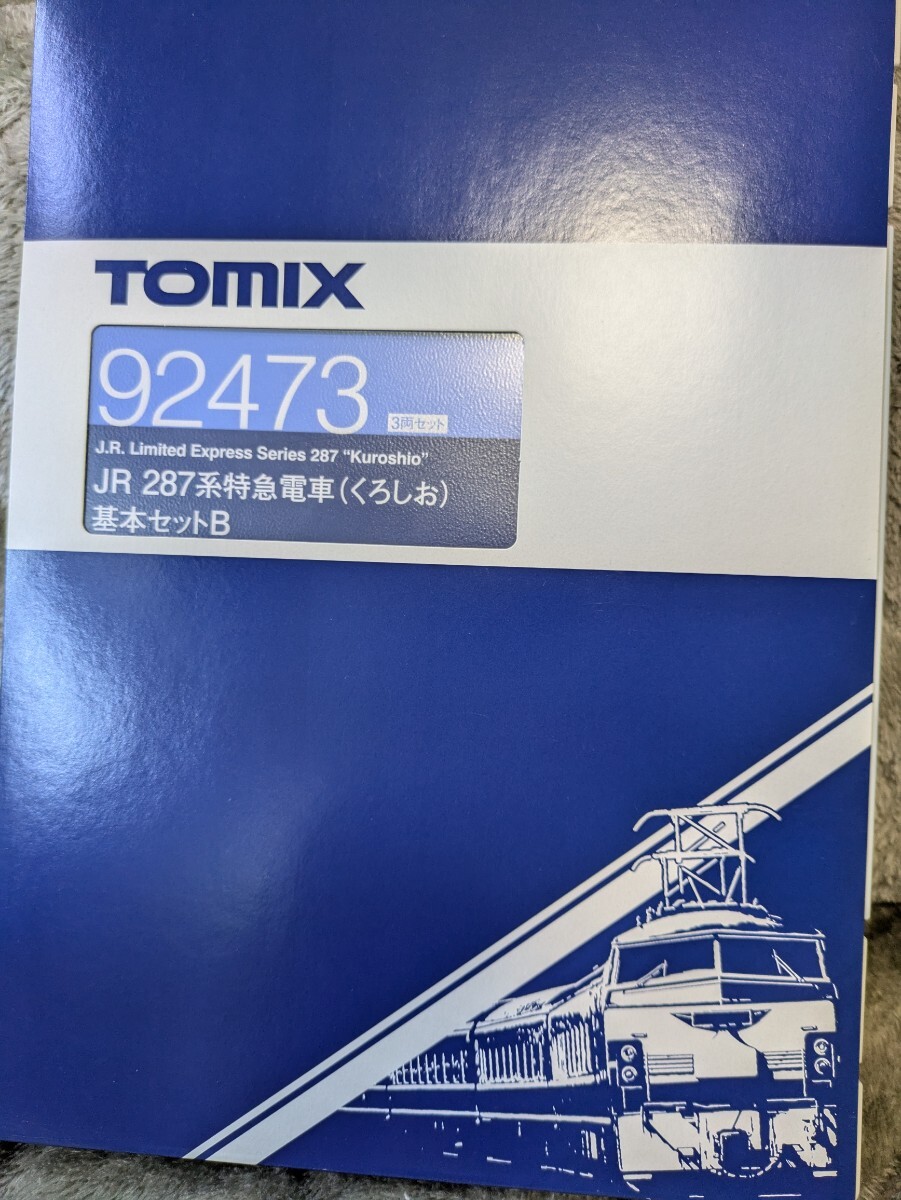 TOMIX
92473 3両セット
J.R. Limited Express Series 287 “Kuroshio”
JR 287系特急電車(くろしお)
基本セットB